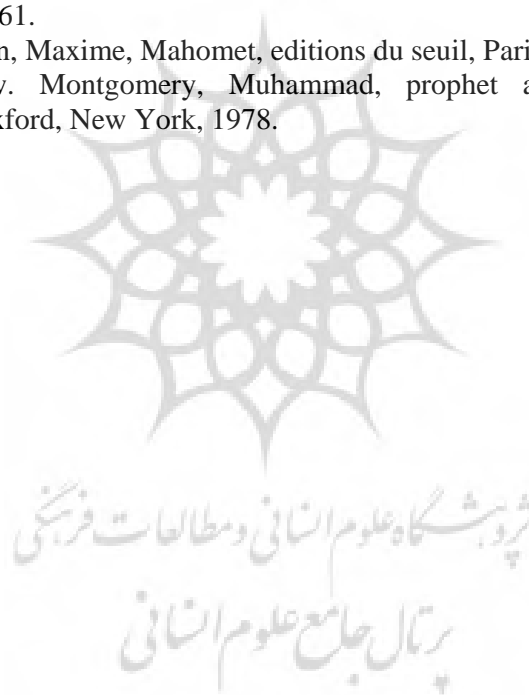 61.
n, Maxime, Mahomet, editions du seuil, Pari
. Montgomery, Muhammad, prophet a
xford, New York, 1978.
پژوهشگاه علوم انسانی و مطالعات فرهنگی
پرتال جامع علوم انسانی